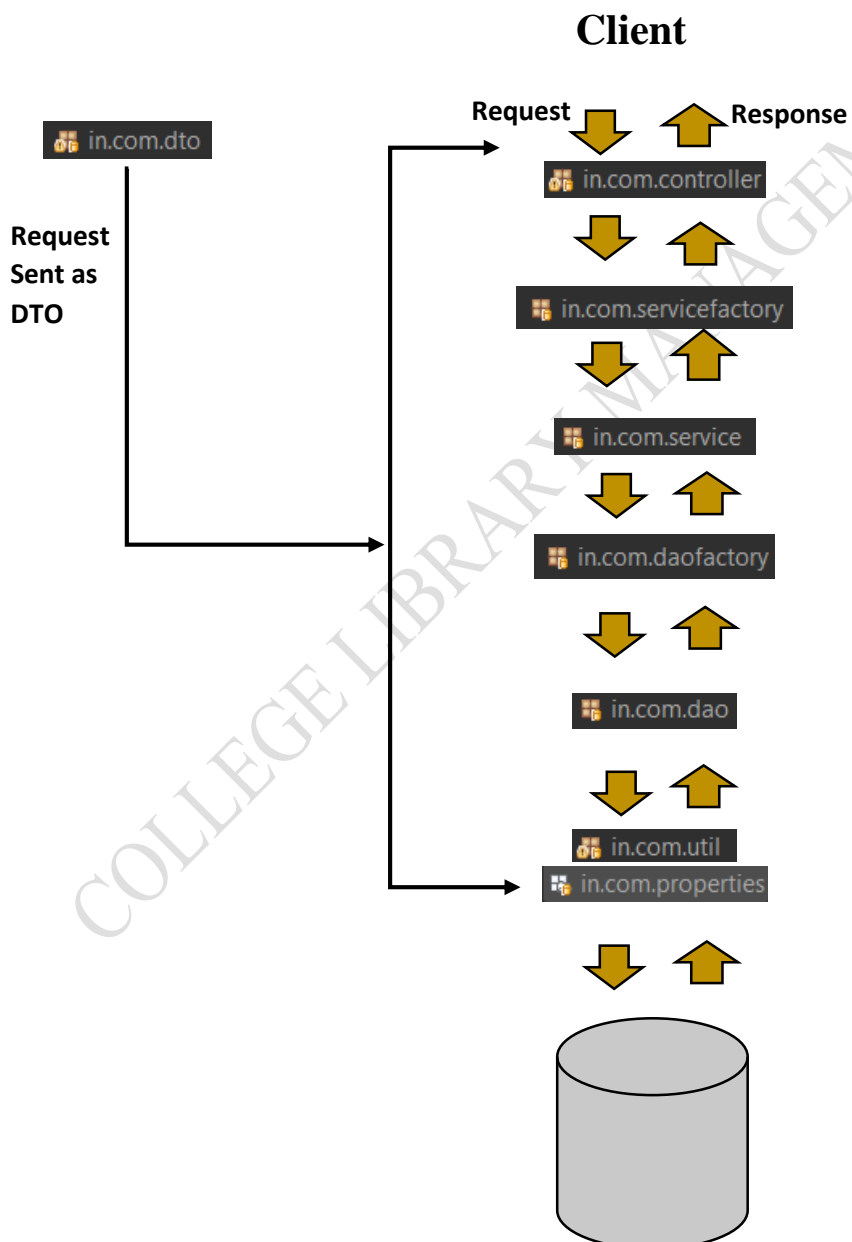 Client
Request
Response
in.com.dto
in.com.controller
Request
Sent as
DTO
in.com.servicefactory
in.com.service
in.com.daofactory
in.com.dao
in.com.util
in.com.properties
COLLEGE LIBRARY MANAGEM